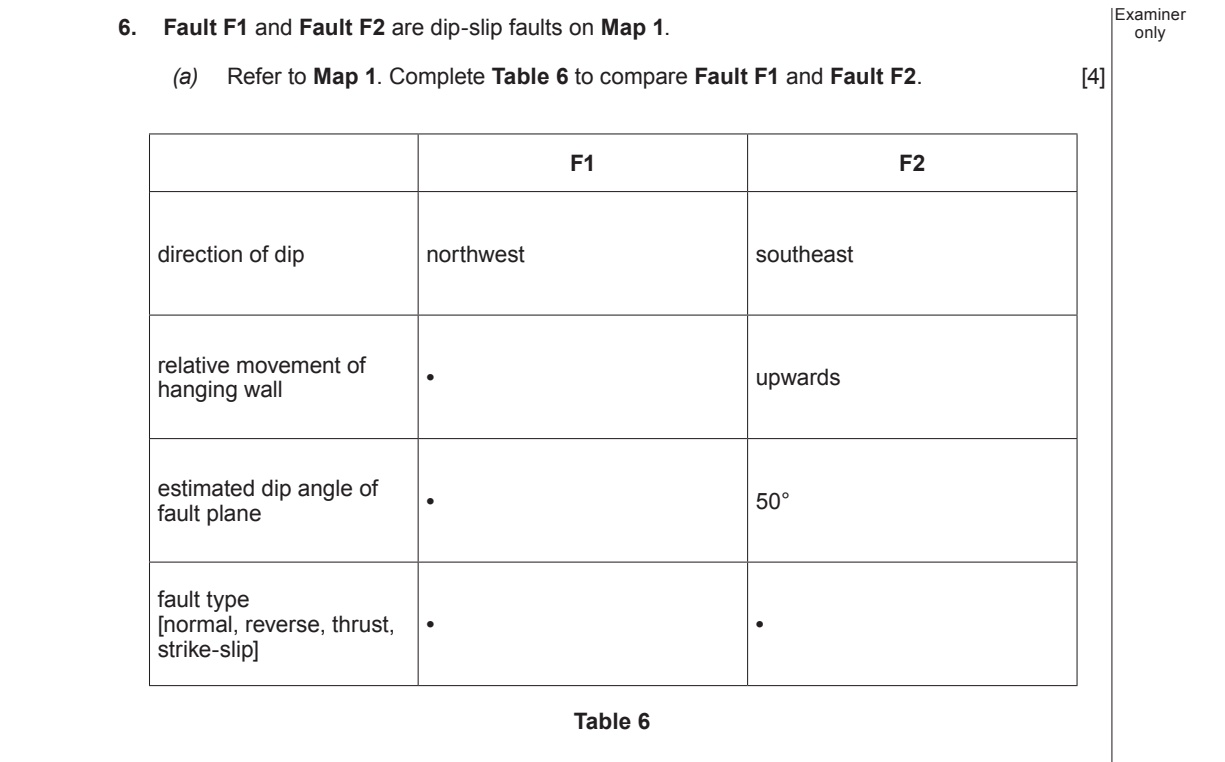 6. Fault F1 and Fault F2 are dip-slip faults on Map 1.
Examiner
only
(a) Refer to Map 1. Complete Table 6 to compare Fault F1 and Fault F2. [4]
F1 F2
direction of dip northwest southeast
relative movement of
hanging wall • upwards
estimated dip angle of
fault plane • 50°
fault type
[normal, reverse, thrust, • •
strike-slip]
Table 6